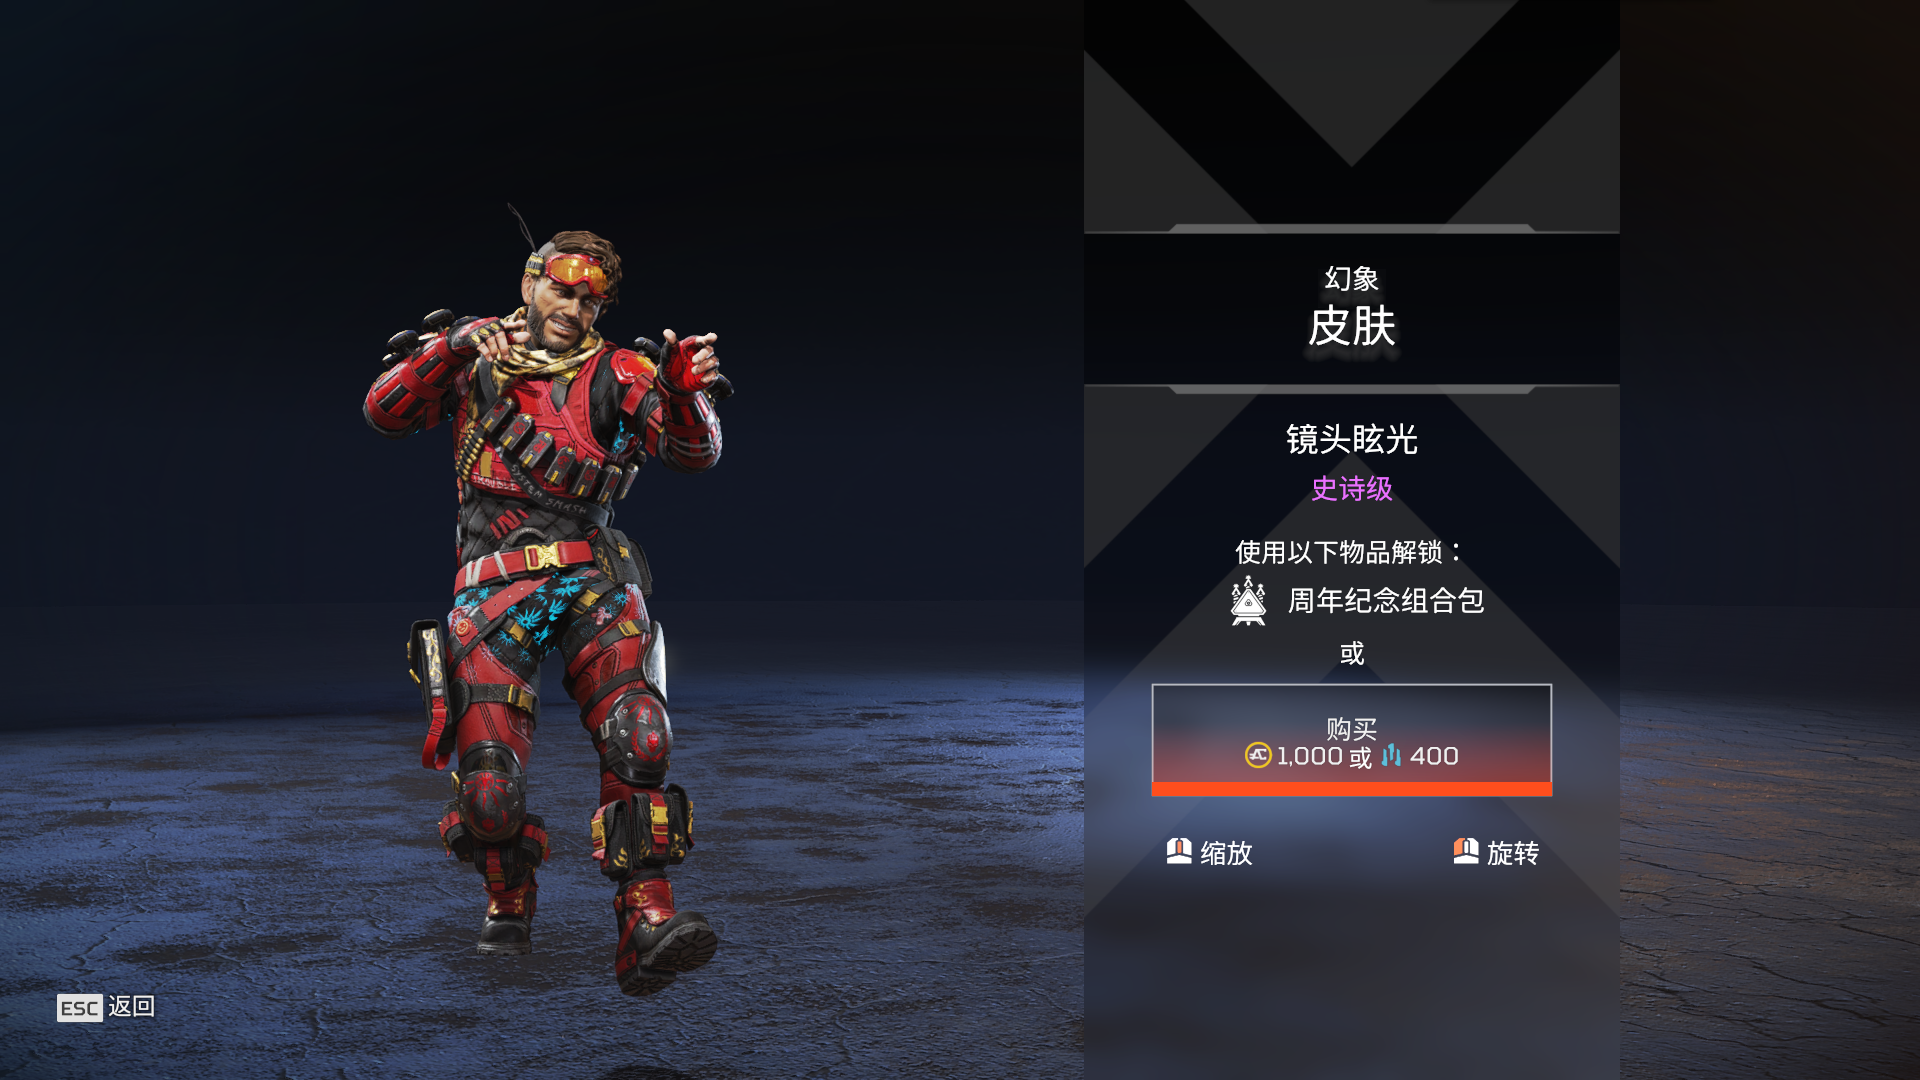 幻象
皮肤
镜头眩光
史诗级
使用以下物品解锁：
周年纪念组合包
或
购买
1,000 或 400
缩放
旋转
SYSTEM SMASH
ESC 返回